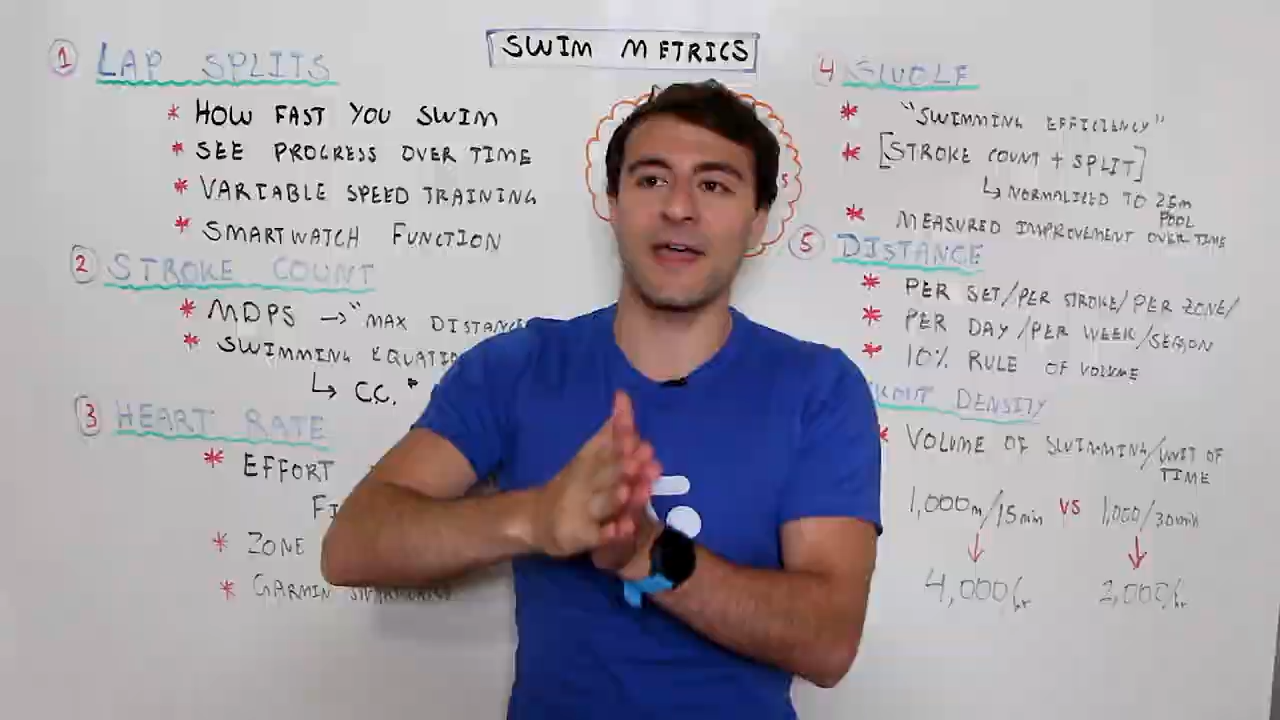 SWIM METRICS
1 LAP SPLITS
* HOW FAST YOU SWIM
* SEE PROGRESS OVER TIME
* VARIABLE SPEED TRAINING
* SMARTWATCH FUNCTION
2 STROKE COUNT
* MDPS → "MAX DISTANCE
* SWIMMING EQUATIO
↳ C.C.
3 HEART RATE
* EFFORT
FI
* ZONE
* GARMIN
4 SWOLF
* "SWIMMING EFFICIENCY"
* [STROKE COUNT + SPLIT]
↳ NORMALIZED TO 25m
POOL
* MEASURED IMPROVEMENT OVER TIME
5 DISTANCE
* PER SET/PER STROKE/PER ZONE/
* PER DAY/PER WEEK/SEASON
* 10% RULE OF VOLUME
KOUT DENSITY
* VOLUME OF SWIMMING/UNIT OF
TIME
1,000m/15min VS 1,000/30min
↓ ↓
4,000/hr 2,000/hr